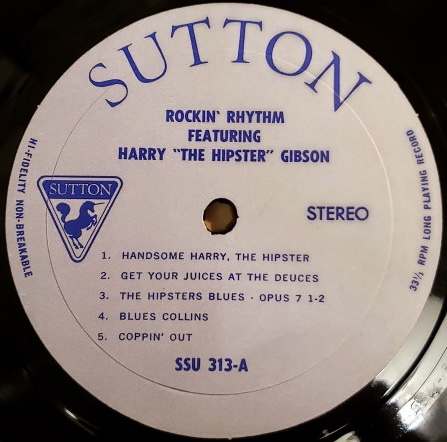 SUTTON
ROCKIN' RHYTHM
FEATURING
HARRY "THE HIPSTER" GIBSON
HI-FIDELITY NON-BREAKABLE
SUTTON
STEREO
33⅓ RPM LONG PLAYING RECORD
1. HANDSOME HARRY, THE HIPSTER
2. GET YOUR JUICES AT THE DEUCES
3. THE HIPSTERS BLUES - OPUS 7 1-2
4. BLUES COLLINS
5. COPPIN' OUT
SSU 313-A